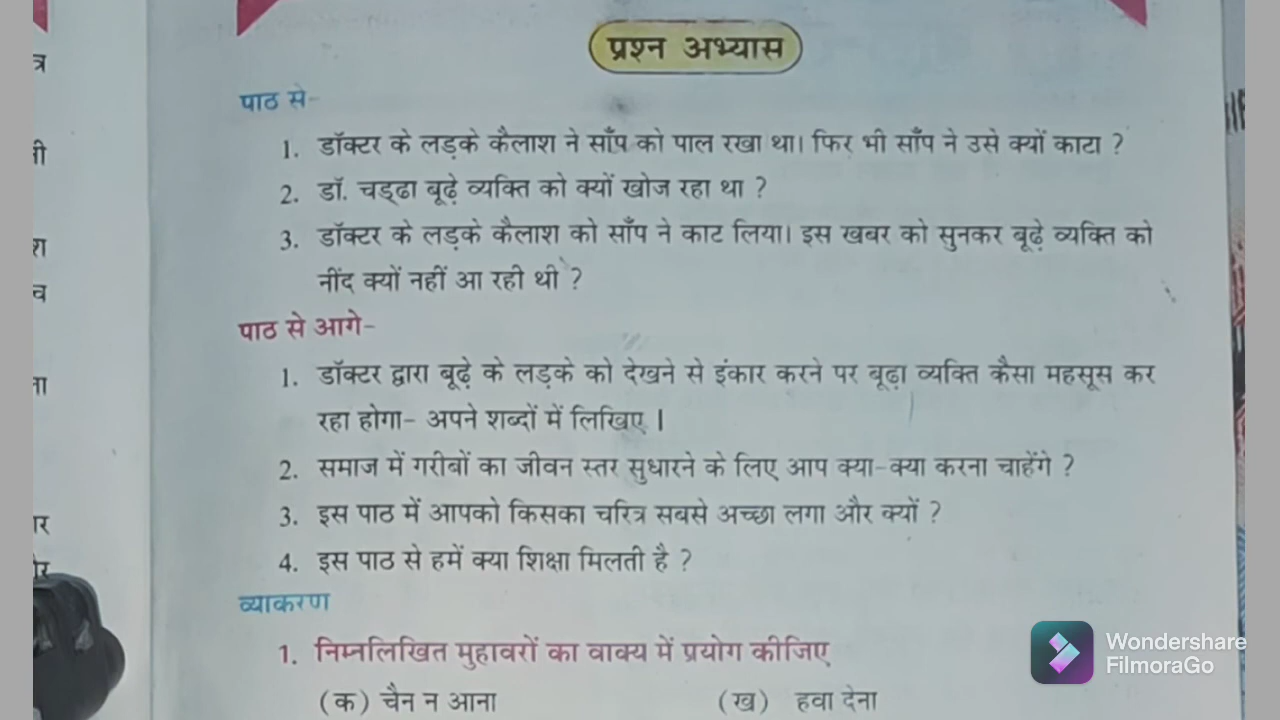 प्रश्न अभ्यास
पाठ से-
1. डॉक्टर के लड़के कैलाश ने साँप को पाल रखा था। फिर भी साँप ने उसे क्यों काटा ?
2. डॉ. चड्ढा बूढ़े व्यक्ति को क्यों खोज रहा था ?
3. डॉक्टर के लड़के कैलाश को साँप ने काट लिया। इस खबर को सुनकर बूढ़े व्यक्ति को
नींद क्यों नहीं आ रही थी ?
पाठ से आगे-
1. डॉक्टर द्वारा बूढ़े के लड़के को देखने से इंकार करने पर बूढ़ा व्यक्ति कैसा महसूस कर
रहा होगा- अपने शब्दों में लिखिए ।
2. समाज में गरीबों का जीवन स्तर सुधारने के लिए आप क्या-क्या करना चाहेंगे ?
3. इस पाठ में आपको किसका चरित्र सबसे अच्छा लगा और क्यों ?
4. इस पाठ से हमें क्या शिक्षा मिलती है ?
व्याकरण
1. निम्नलिखित मुहावरों का वाक्य में प्रयोग कीजिए
(क) चैन न आना (ख) हवा देना
Wondershare
FilmoraGo